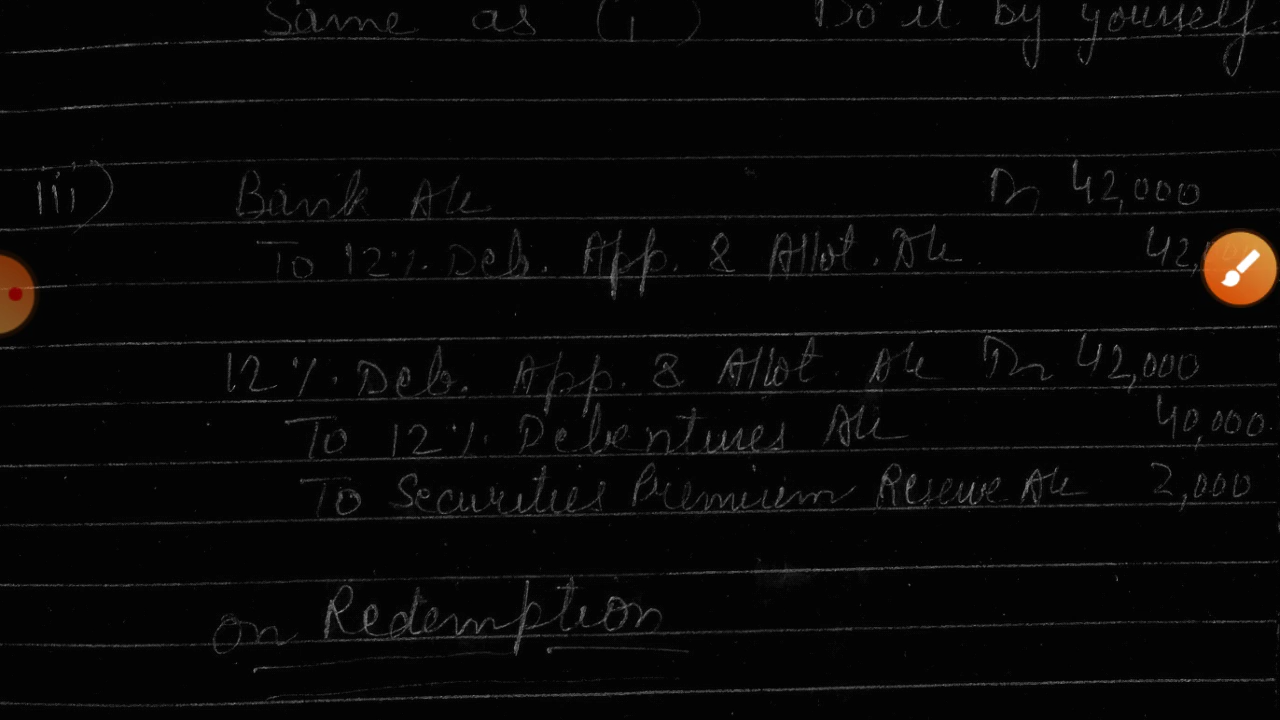 Same as (i) Do it by yourself.
iii) Bank A/c Dr 42,000
To 12% Deb. App. & Allot. A/c 42,
12% Deb. App. & Allot. A/c Dr 42,000
To 12% Debentures A/c 40,000
To Securities Premium Reserve A/c 2,000
on Redemption